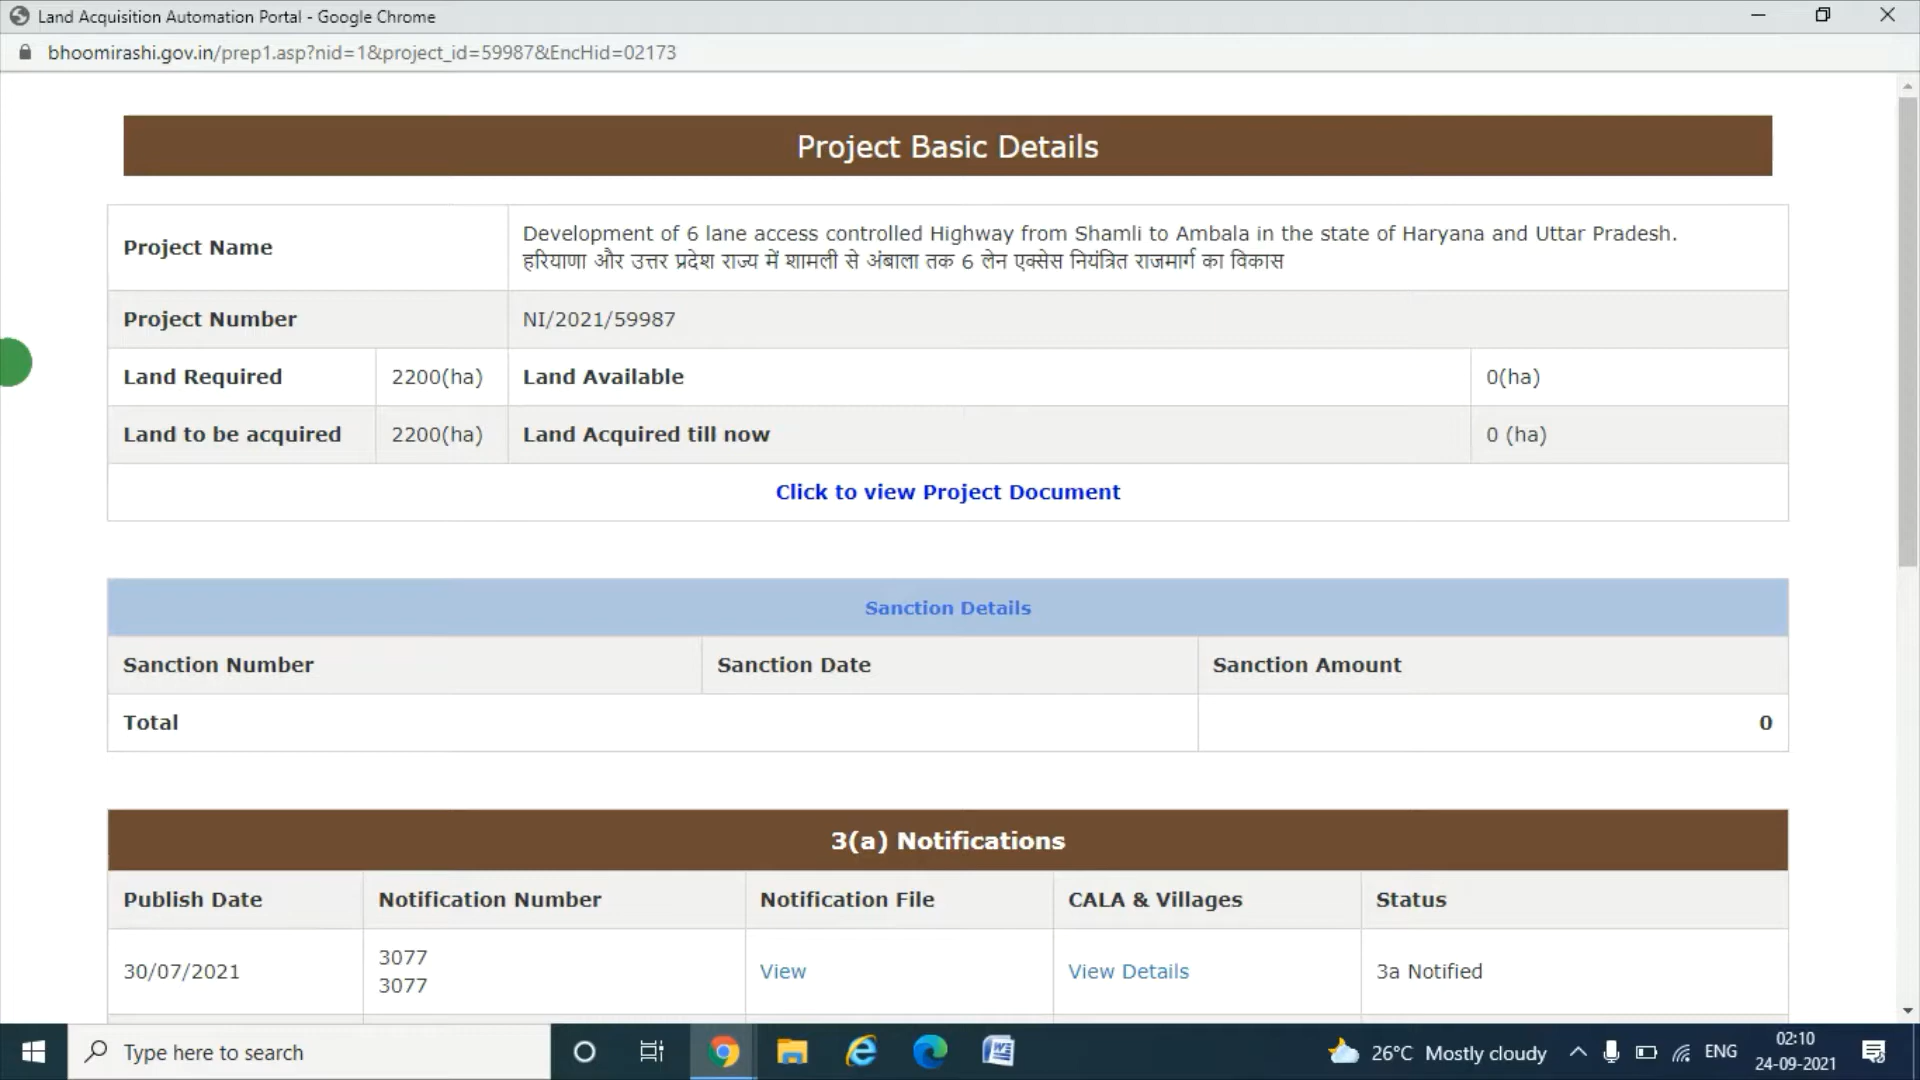 Land Acquisition Automation Portal - Google Chrome
bhoomirashi.gov.in/prep1.asp?nid=1&project_id=59987&EncHid=02173
Project Basic Details
Project Name
Development of 6 lane access controlled Highway from Shamli to Ambala in the state of Haryana and Uttar Pradesh.
हरियाणा और उत्तर प्रदेश राज्य में शामली से अंबाला तक 6 लेन एक्सेस नियंत्रित राजमार्ग का विकास
Project Number NI/2021/59987
Land Required 2200(ha) Land Available 0(ha)
Land to be acquired 2200(ha) Land Acquired till now 0 (ha)
Click to view Project Document
Sanction Details
Sanction Number Sanction Date Sanction Amount
Total 0
3(a) Notifications
Publish Date Notification Number Notification File CALA & Villages Status
30/07/2021 3077 View View Details 3a Notified
3077
Type here to search 26°C Mostly cloudy ENG 02:10
24-09-2021